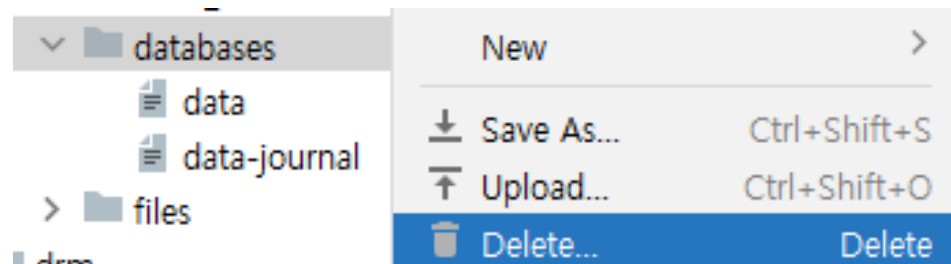 databases
data
data-journal
files
New
Save As... Ctrl+Shift+S
Upload... Ctrl+Shift+O
Delete... Delete